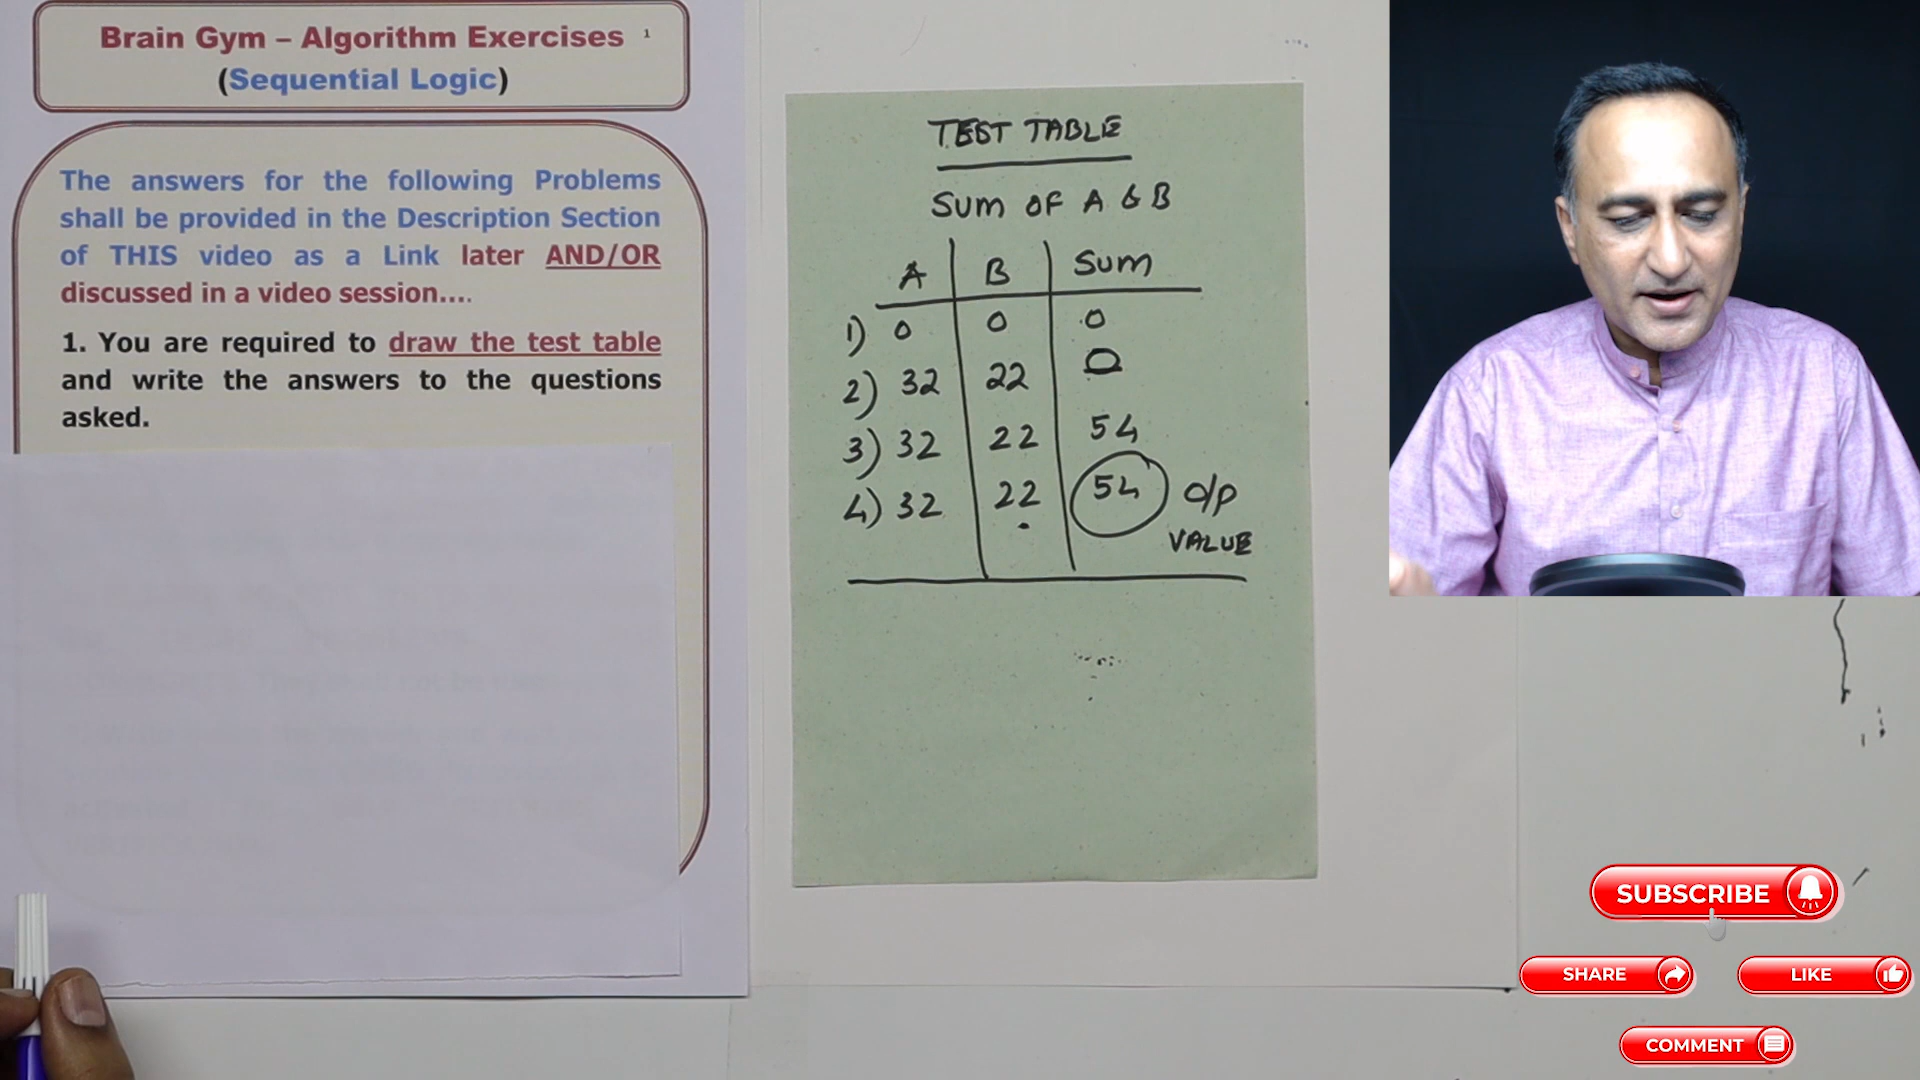 Brain Gym – Algorithm Exercises 1
(Sequential Logic)
The answers for the following Problems
shall be provided in the Description Section
of THIS video as a Link later AND/OR
discussed in a video session....
1. You are required to draw the test table
and write the answers to the questions
asked.
TEST TABLE
SUM OF A & B
A B SUM
1) 0 0 0
2) 32 22 0
3) 32 22 54
4) 32 22 54 O/P
VALUE
SUBSCRIBE
SHARE LIKE
COMMENT